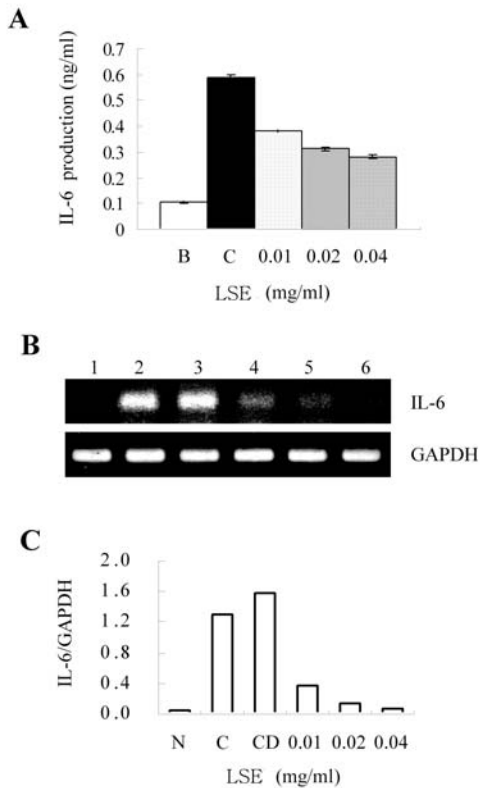 A
IL-6 production (ng/ml)
0.7
0.6
0.5
0.4
0.3
0.2
0.1
0
B C 0.01 0.02 0.04
LSE (mg/ml)
B
1 2 3 4 5 6
IL-6
GAPDH
C
IL-6/GAPDH
2.0
1.6
1.2
0.8
0.4
0.0
N C CD 0.01 0.02 0.04
LSE (mg/ml)